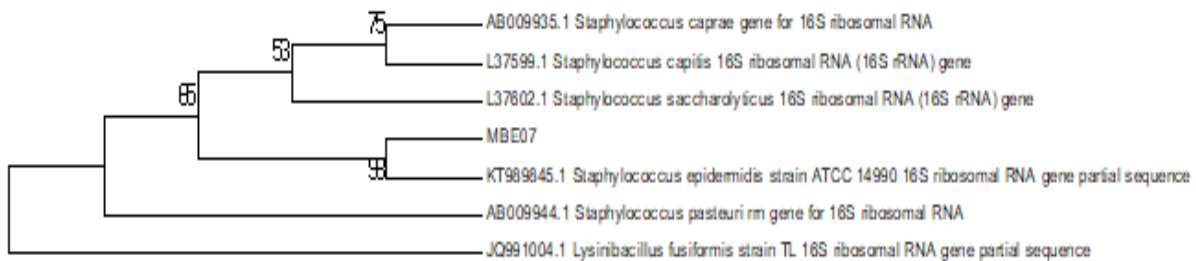 75
AB009935.1 Staphylococcus caprae gene for 16S ribosomal RNA
53
L37599.1 Staphylococcus capitis 16S ribosomal RNA (16S rRNA) gene
65
L37602.1 Staphylococcus saccharolyticus 16S ribosomal RNA (16S rRNA) gene
MBE07
KT989845.1 Staphylococcus epidermidis strain ATCC 14990 16S ribosomal RNA gene partial sequence
AB009944.1 Staphylococcus pasteuri rrn gene for 16S ribosomal RNA
JQ991004.1 Lysinibacillus fusiformis strain TL 16S ribosomal RNA gene partial sequence